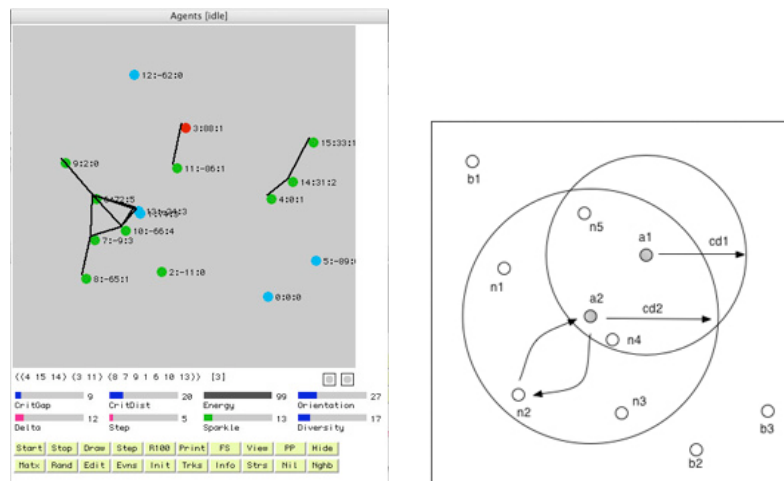 Agents [idle]
12:-62:0
3:88:1
15:33:1
9:2:0
11:-86:1
14:31:2
4:0:1
10:-66:4
7:-9:3
5:-89:0
8:-65:1
2:-11:0
0:0:0
{{4 15 14} {3 11} {8 7 9 1 6 10 13}} [3]
9 20 99 27
CritGap CritDist Energy Orientation
12 5 13 17
Delta Step Sparkle Diversity
Start Stop Draw Step R100 Print FS View PP Hide
Matx Rand Edit Evns Init Trks Info Strs Nil Nghb
b1
n5
a1
cd1
n1
a2
cd2
n4
n2
n3
b3
b2